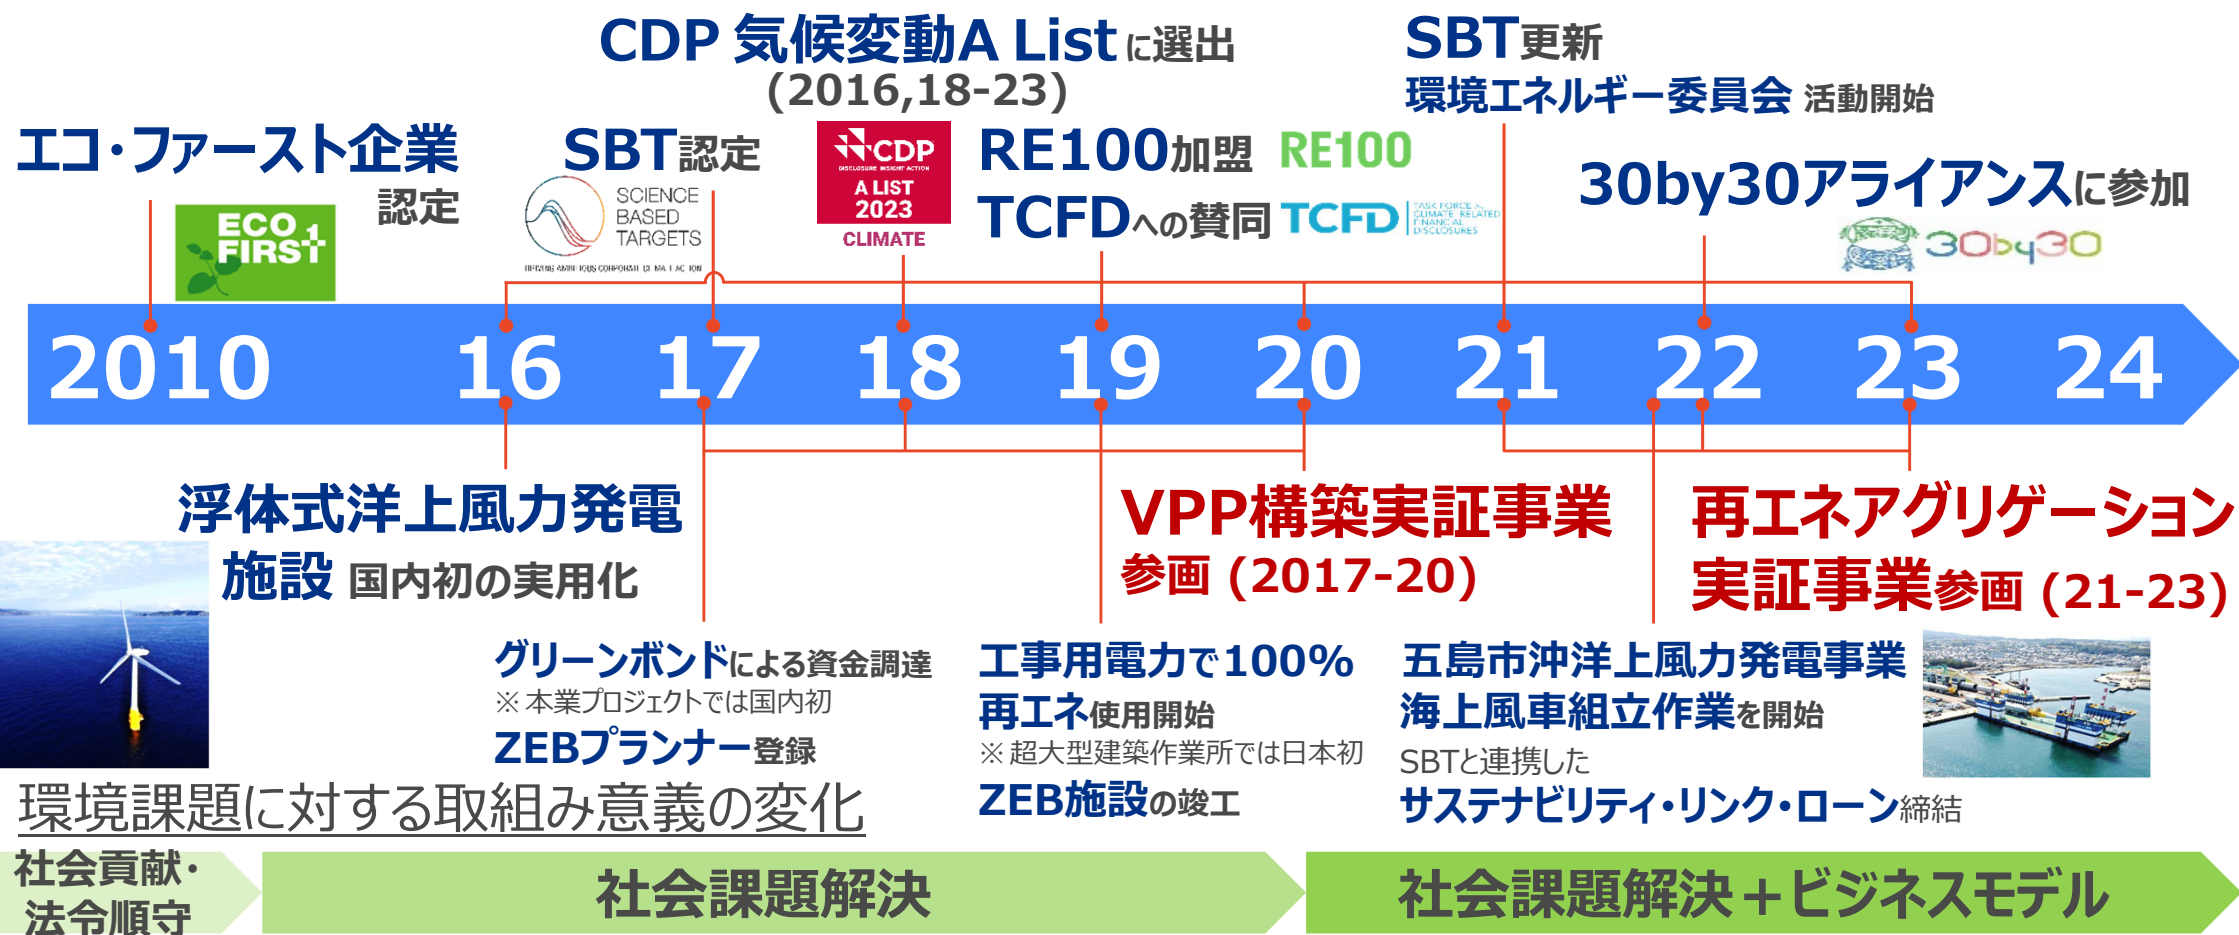 CDP 気候変動A Listに選出
(2016,18-23)
SBT更新
環境エネルギー委員会 活動開始
エコ・ファースト企業
認定
ECO
FIRST
SBT認定
SCIENCE
BASED
TARGETS
DRIVING AMBITIOUS CORPORATE CLIMATE ACTION
CDP
DISCLOSURE INSIGHT ACTION
A LIST
2023
CLIMATE
RE100加盟
RE100
TCFDへの賛同
TCFD
TASK FORCE ON
CLIMATE-RELATED
FINANCIAL
DISCLOSURES
30by30アライアンスに参加
30by30
2010 16 17 18 19 20 21 22 23 24
浮体式洋上風力発電
施設 国内初の実用化
VPP構築実証事業
参画 (2017-20)
再エネアグリゲーション
実証事業参画 (21-23)
グリーンボンドによる資金調達
※本業プロジェクトでは国内初
ZEBプランナー登録
工事用電力で100%
再エネ使用開始
※超大型建築作業所では日本初
ZEB施設の竣工
五島市沖洋上風力発電事業
海上風車組立作業を開始
SBTと連携した
サステナビリティ・リンク・ローン締結
環境課題に対する取組み意義の変化
社会貢献・
法令順守
社会課題解決
社会課題解決+ビジネスモデル